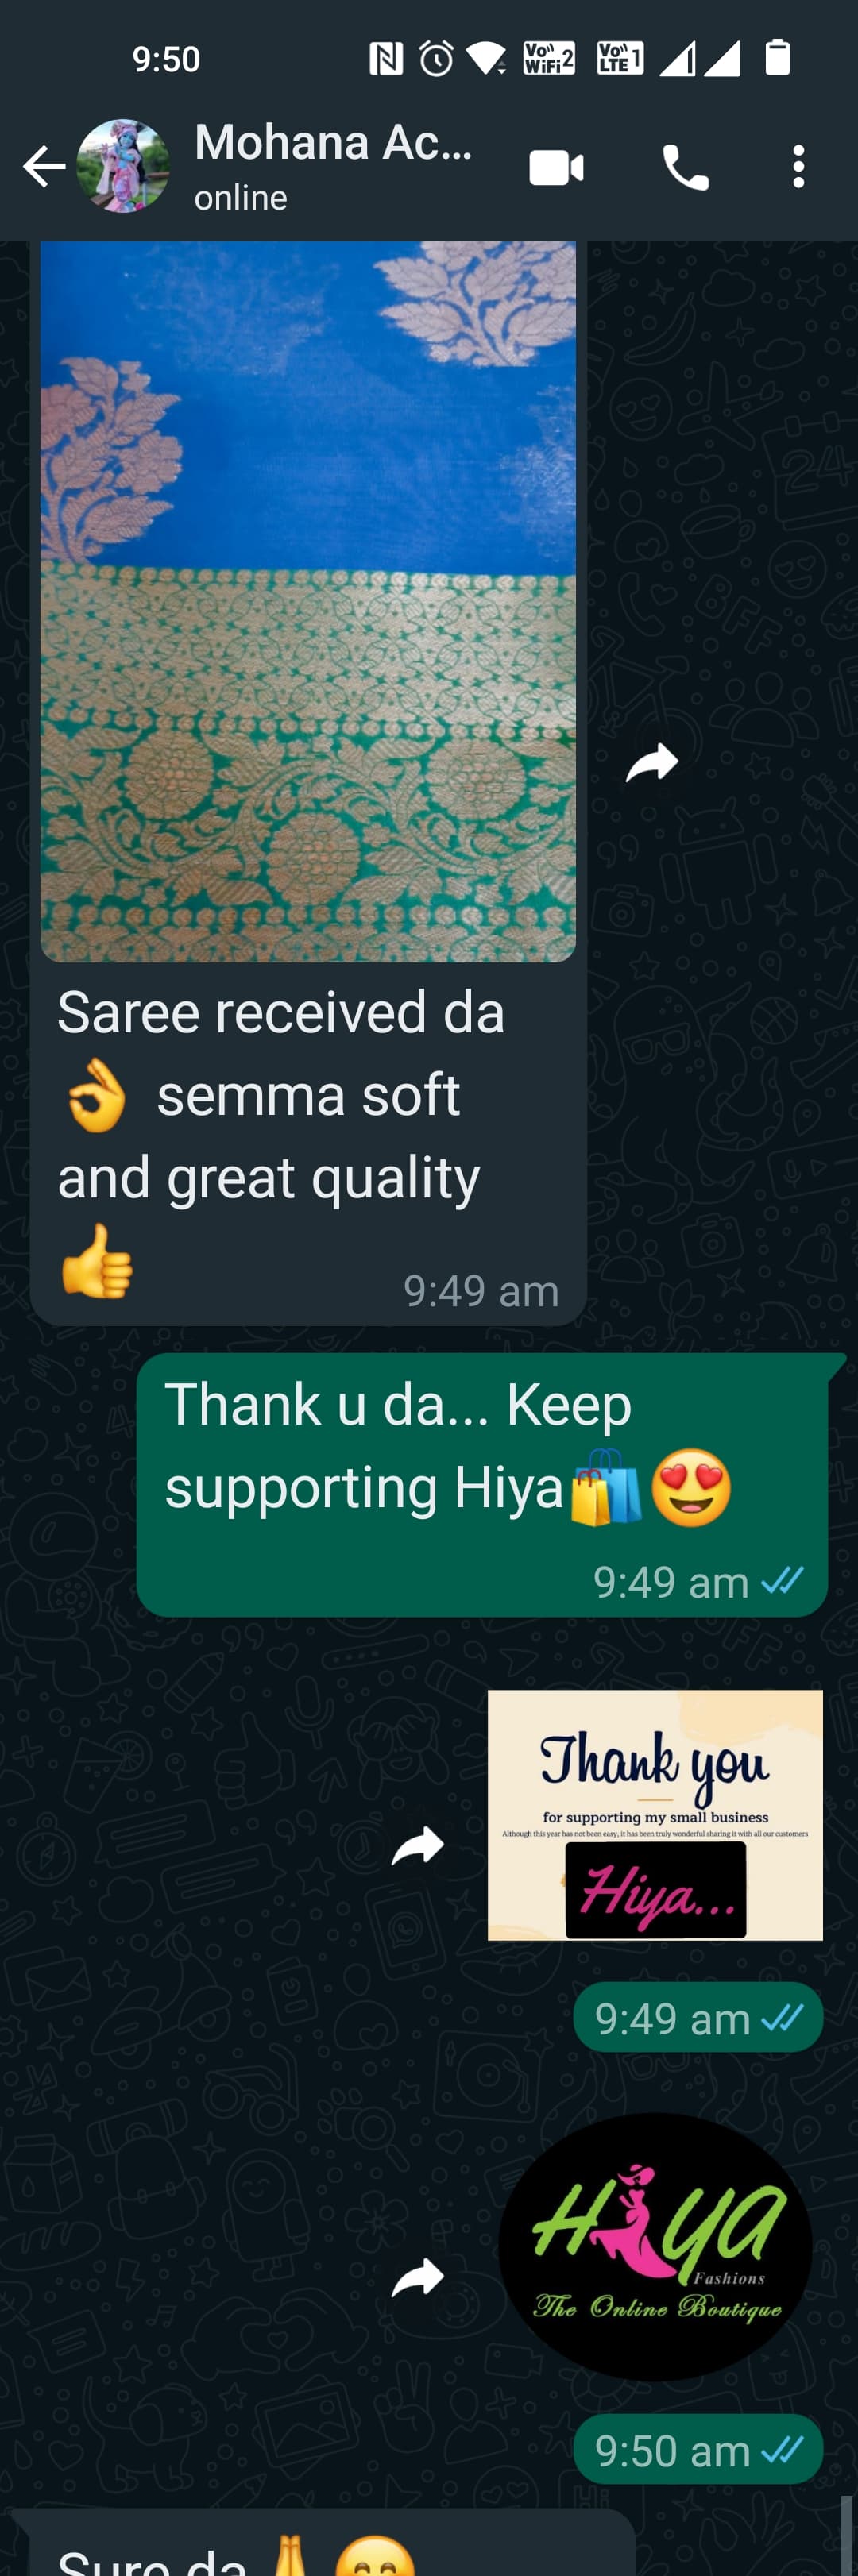 9:50
Vo WiFi 2
Vo LTE 1
Mohana Ac...
online
Saree received da
👌 semma soft
and great quality
👍
9:49 am
Thank u da... Keep
supporting Hiya🛍️😍
9:49 am
Thank you
for supporting my small business
Although this year has not been easy, it has been truly wonderful sharing it with all our customers
Hiya...
9:49 am
HiYA
Fashions
The Online Boutique
9:50 am
Sure da🙏😊